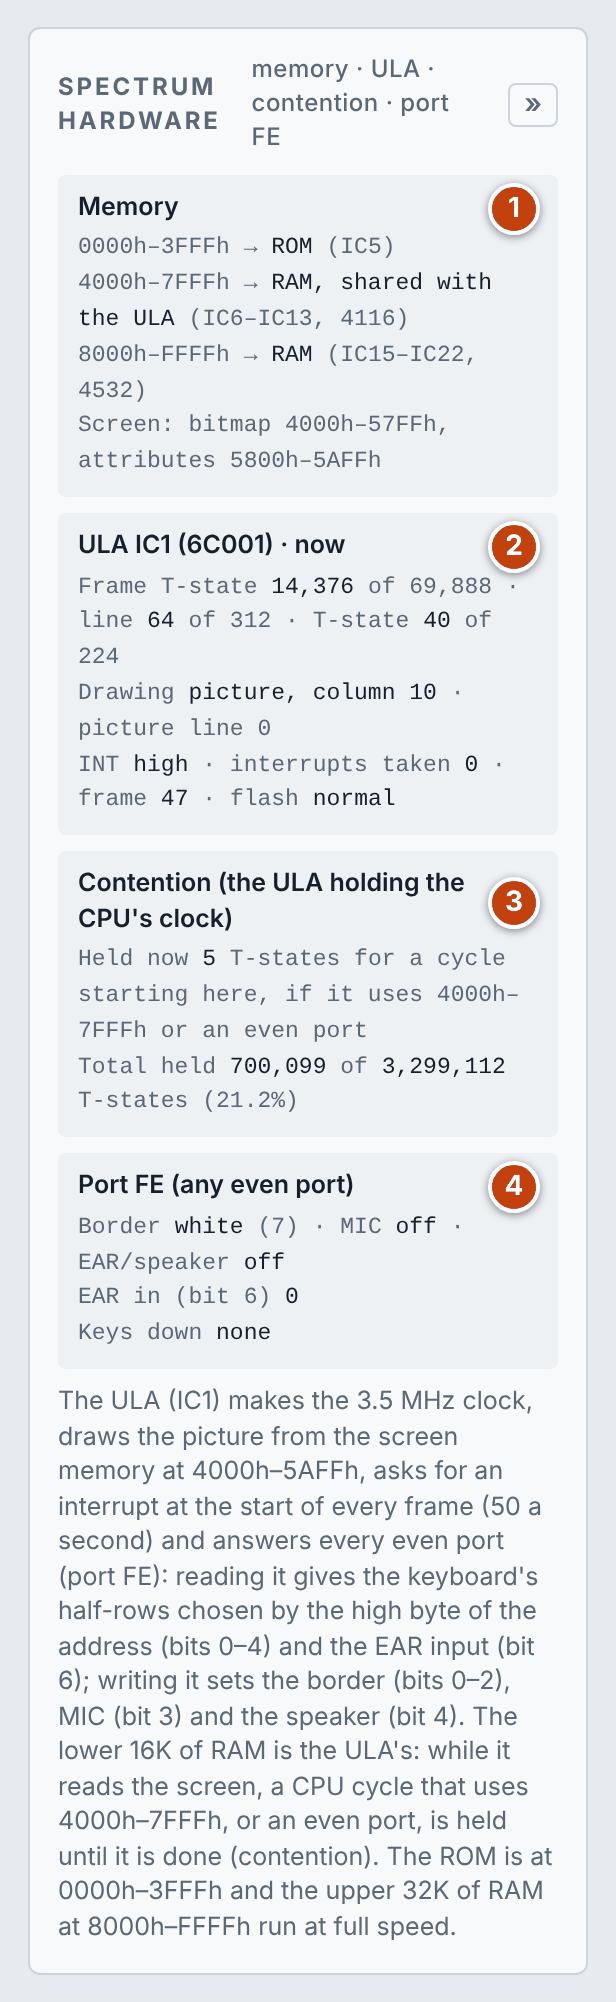 SPECTRUM HARDWARE
memory · ULA · contention · port FE
»
Memory
1
0000h–3FFFh → ROM (IC5)
4000h–7FFFh → RAM, shared with
the ULA (IC6–IC13, 4116)
8000h–FFFFh → RAM (IC15–IC22,
4532)
Screen: bitmap 4000h–57FFh,
attributes 5800h–5AFFh
ULA IC1 (6C001) · now
2
Frame T-state 14,376 of 69,888 ·
line 64 of 312 · T-state 40 of
224
Drawing picture, column 10 ·
picture line 0
INT high · interrupts taken 0 ·
frame 47 · flash normal
Contention (the ULA holding the
CPU's clock)
3
Held now 5 T-states for a cycle
starting here, if it uses 4000h–
7FFFh or an even port
Total held 700,099 of 3,299,112
T-states (21.2%)
Port FE (any even port)
4
Border white (7) · MIC off ·
EAR/speaker off
EAR in (bit 6) 0
Keys down none
The ULA (IC1) makes the 3.5 MHz clock,
draws the picture from the screen
memory at 4000h–5AFFh, asks for an
interrupt at the start of every frame (50 a
second) and answers every even port
(port FE): reading it gives the keyboard's
half-rows chosen by the high byte of the
address (bits 0–4) and the EAR input (bit
6); writing it sets the border (bits 0–2),
MIC (bit 3) and the speaker (bit 4). The
lower 16K of RAM is the ULA's: while it
reads the screen, a CPU cycle that uses
4000h–7FFFh, or an even port, is held
until it is done (contention). The ROM is at
0000h–3FFFh and the upper 32K of RAM
at 8000h–FFFFh run at full speed.